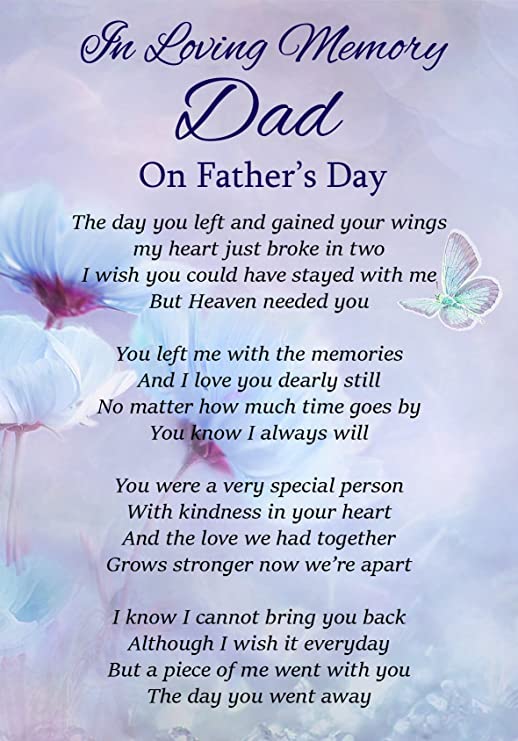 In Loving Memory
Dad
On Father's Day
The day you left and gained your wings
my heart just broke in two
I wish you could have stayed with me
But Heaven needed you
You left me with the memories
And I love you dearly still
No matter how much time goes by
You know I always will
You were a very special person
With kindness in your heart
And the love we had together
Grows stronger now we're apart
I know I cannot bring you back
Although I wish it everyday
But a piece of me went with you
The day you went away